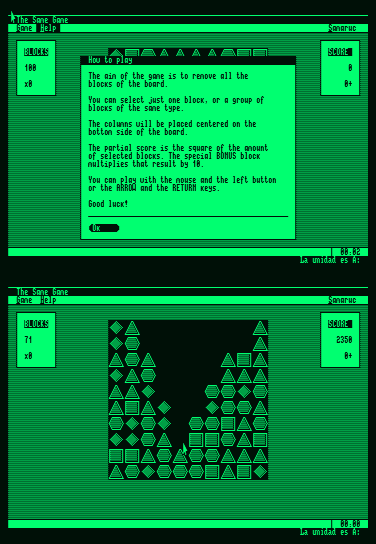 The Same Game
Game Help Samaruc
BLOCKS
100
x0
SCORE
0
0+
How to play
The aim of the game is to remove all the
blocks of the board.
You can select just one block, or a group of
blocks of the same type.
The columns will be placed centered on the
bottom side of the board.
The partial score is the square of the amount
of selected blocks. The special BONUS block
multiplies that result by 10.
You can play with the mouse and the left button
or the ARROW and the RETURN keys.
Good luck!
Ok
00:02
La unidad es A:
The Same Game
Game Help Samaruc
BLOCKS
71
x0
SCORE
2350
0+
00:00
La unidad es A: